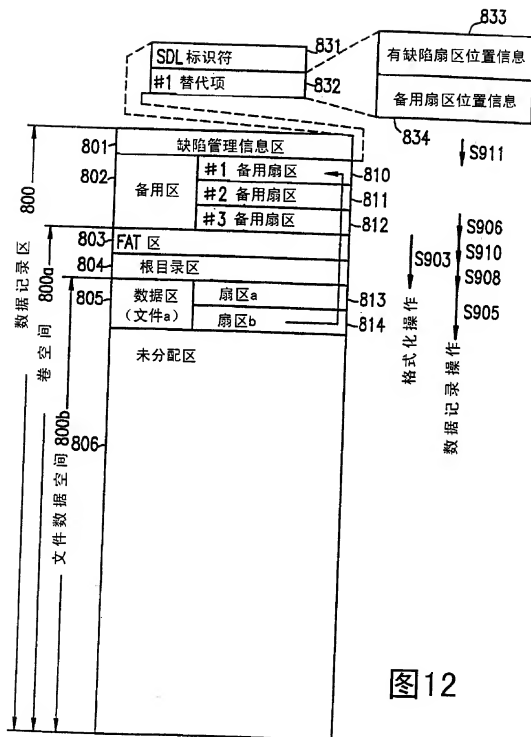 833
831
SDL 标识符
832
#1 替代项
有缺陷扇区位置信息
备用扇区位置信息
834
S911
801
缺陷管理信息区
802
备用区
#1 备用扇区
810
#2 备用扇区
811
#3 备用扇区
812
803
FAT 区
804
根目录区
805
数据区
(文件a)
扇区a
813
扇区b
814
未分配区
806
800
数据记录区
800a
卷空间
800b
文件数据空间
S906
S903
S910
S908
S905
格式化操作
数据记录操作
图12